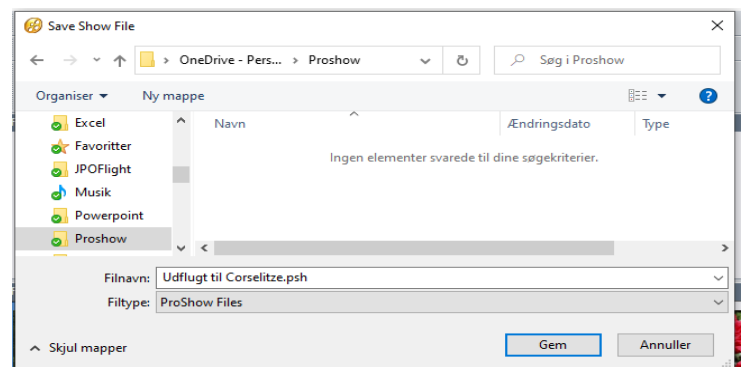 Save Show File
OneDrive - Pers... › Proshow
Søg i Proshow
Organiser
Ny mappe
Navn
Ændringsdato
Type
Excel
Favoritter
JPOFlight
Musik
Powerpoint
Proshow
Ingen elementer svarede til dine søgekriterier.
Filnavn: Udflugt til Corselitze.psh
Filtype: ProShow Files
Skjul mapper
Gem
Annuller